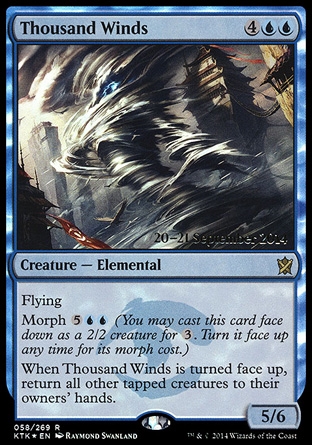 Thousand Winds 4
20–21 September 2014
Creature — Elemental
Flying
Morph 5 (You may cast this card face
down as a 2/2 creature for 3. Turn it face up
any time for its morph cost.)
When Thousand Winds is turned face up,
return all other tapped creatures to their
owners' hands.
5/6
058/269 R
KTK • EN RAYMOND SWANLAND
™ & © 2014 Wizards of the Coast